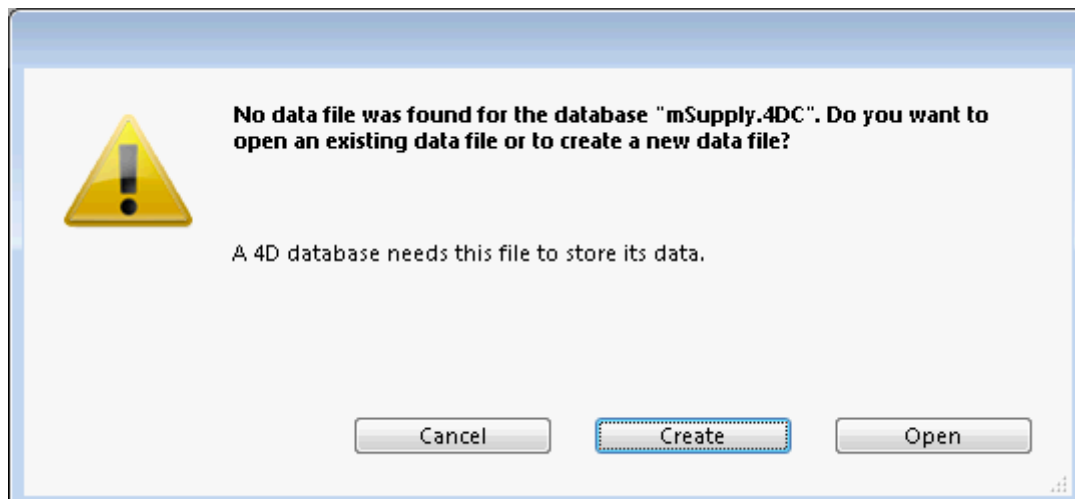 No data file was found for the database "mSupply.4DC". Do you want to
open an existing data file or to create a new data file?
A 4D database needs this file to store its data.
Cancel
Create
Open